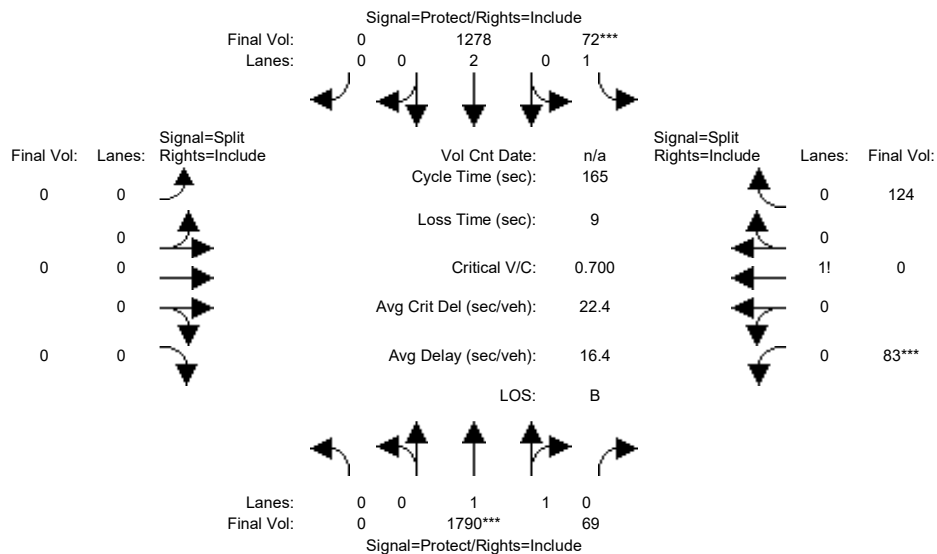 Signal=Protect/Rights=Include
Final Vol: 0 1278 72***
Lanes: 0 0 2 0 1
Signal=Split
Final Vol: Lanes: Rights=Include
Vol Cnt Date: n/a
Signal=Split
Rights=Include Lanes: Final Vol:
Cycle Time (sec): 165
0 0
0 124
Loss Time (sec): 9
0
0
0 0
Critical V/C: 0.700
1! 0
0
Avg Crit Del (sec/veh): 22.4
0
0 0
Avg Delay (sec/veh): 16.4
0 83***
LOS: B
Lanes: 0 0 1 1 0
Final Vol: 0 1790*** 69
Signal=Protect/Rights=Include